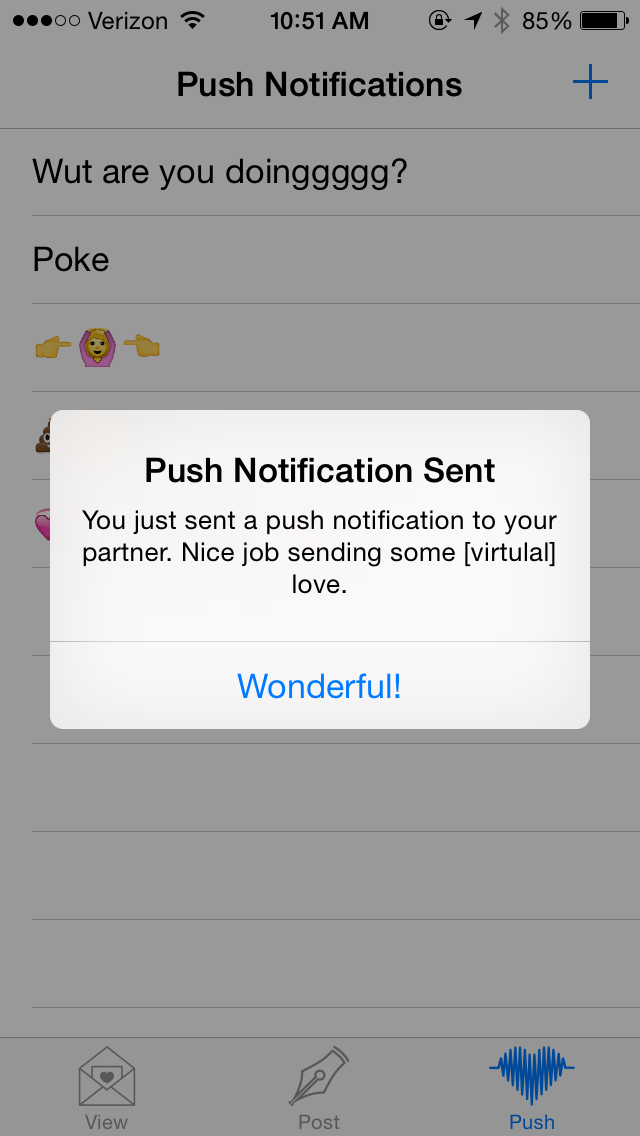 Verizon 10:51 AM 85%
Push Notifications
Wut are you doinggggg?
Poke
👉🙆👈
💩
💘
Push Notification Sent
You just sent a push notification to your
partner. Nice job sending some [virtulal]
love.
Wonderful!
View Post Push